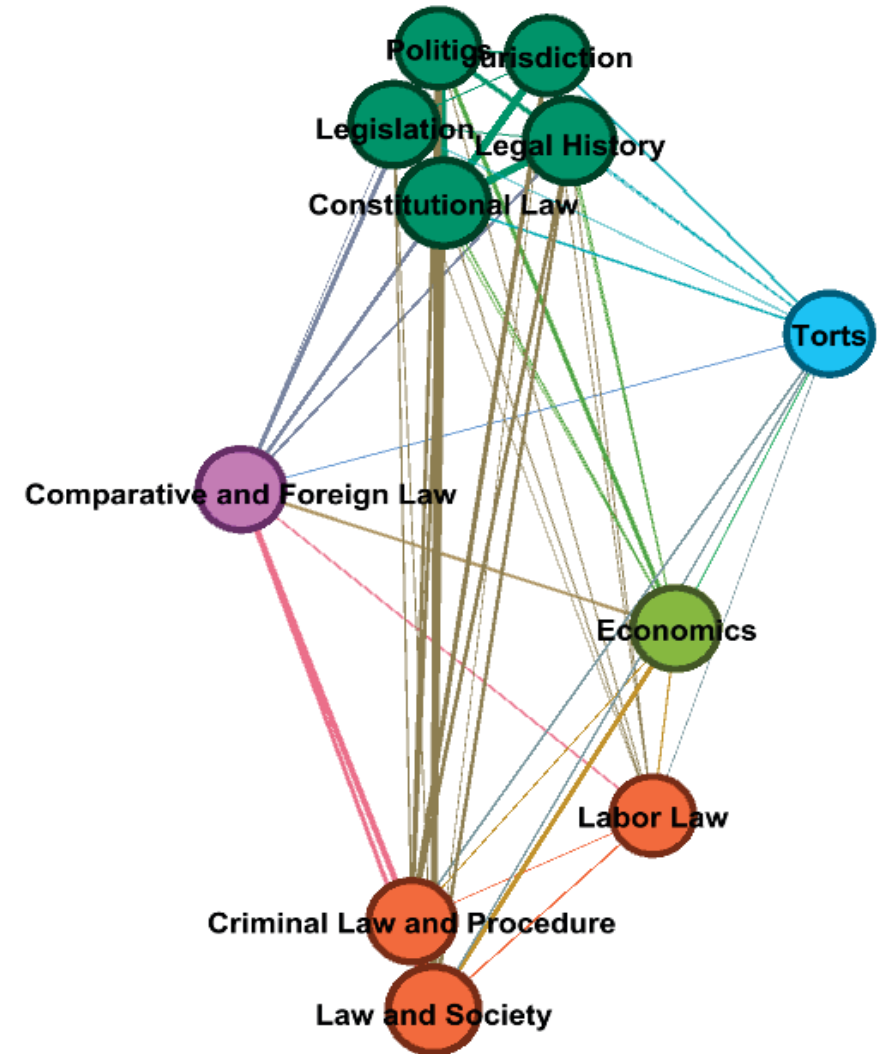 Politics
Jurisdiction
Legislation
Legal History
Constitutional Law
Torts
Comparative and Foreign Law
Economics
Labor Law
Criminal Law and Procedure
Law and Society